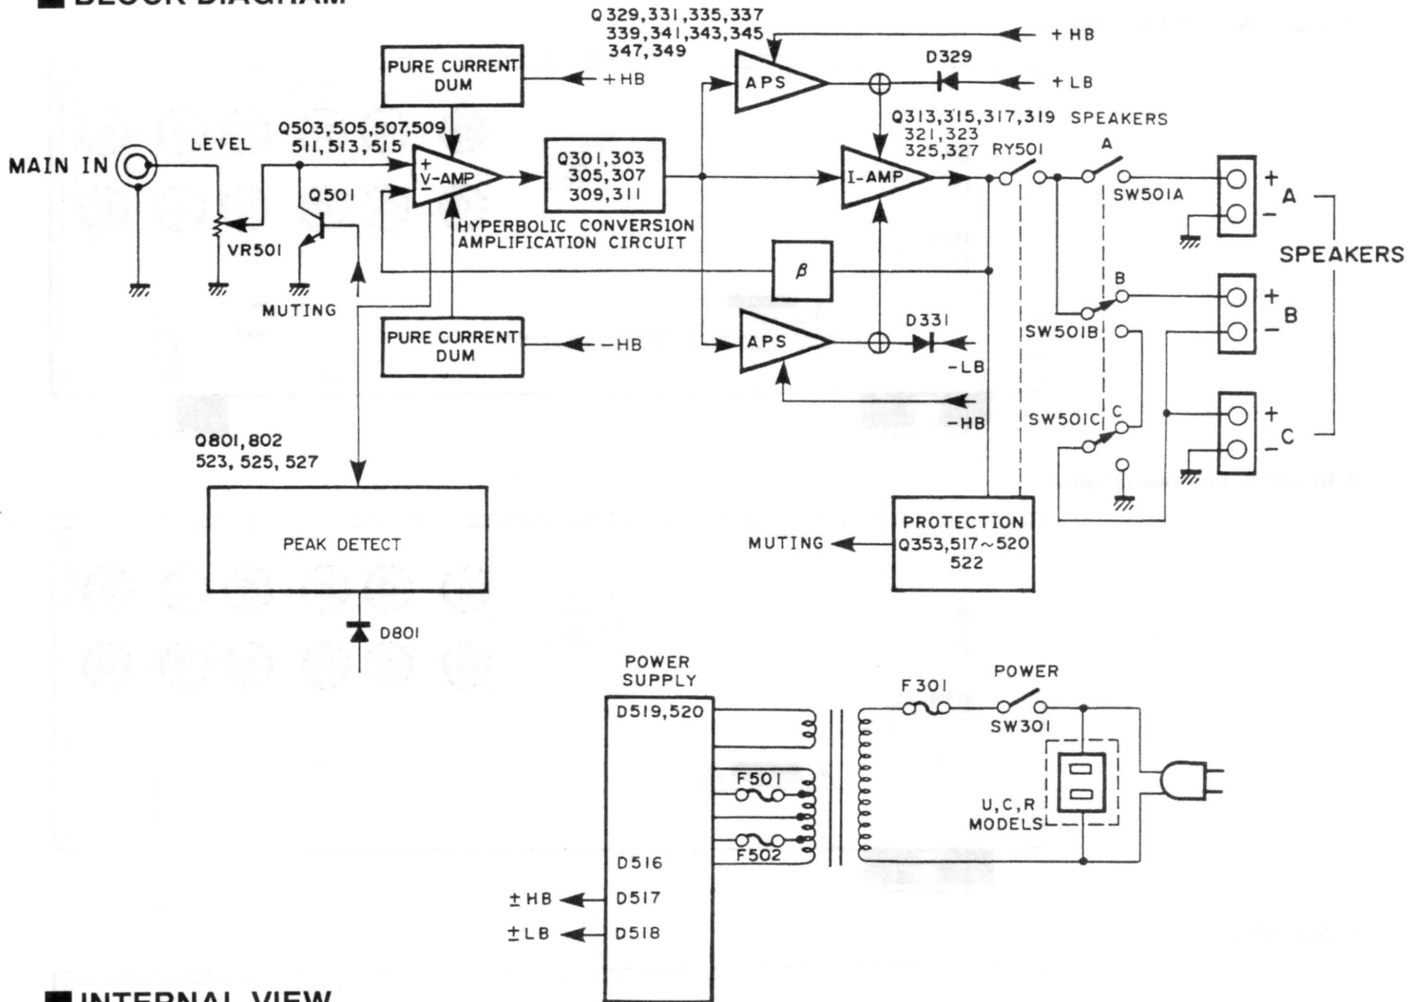 BLOCK DIAGRAM
Q329,331,335,337
339,341,343,345
347,349
+HB
D329
+LB
APS
PURE CURRENT
DUM
+HB
Q503,505,507,509
511,513,515
LEVEL
MAIN IN
Q501
VR501
MUTING
+
V-AMP
−
Q301,303
305,307
309,311
HYPERBOLIC CONVERSION
AMPLIFICATION CIRCUIT
Q313,315,317,319
321,323
325,327
I-AMP
RY501
SPEAKERS
A
SW501A
+
A
−
SPEAKERS
β
B
SW501B
+
B
−
PURE CURRENT
DUM
−HB
APS
D331
−LB
−HB
C
SW501C
+
C
−
Q801,802
523, 525, 527
PEAK DETECT
D801
MUTING
PROTECTION
Q353,517~520
522
POWER
SUPPLY
D519,520
F501
F502
D516
±HB
D517
±LB
D518
F301
POWER
SW301
U,C,R
MODELS
INTERNAL VIEW